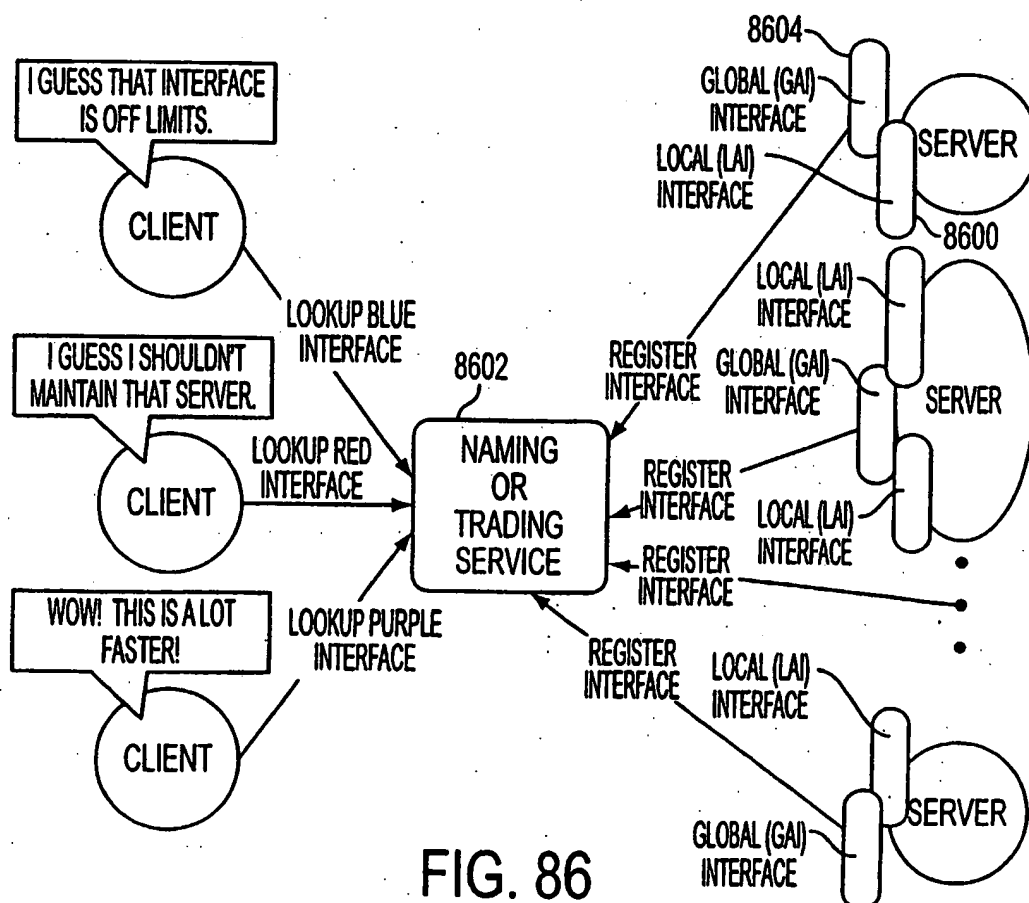 I GUESS THAT INTERFACE
IS OFF LIMITS.
CLIENT
LOOKUP BLUE
INTERFACE
I GUESS I SHOULDN'T
MAINTAIN THAT SERVER.
CLIENT
LOOKUP RED
INTERFACE
WOW! THIS IS A LOT
FASTER!
CLIENT
LOOKUP PURPLE
INTERFACE
8602
NAMING
OR
TRADING
SERVICE
8604
GLOBAL (GAI)
INTERFACE
LOCAL (LAI)
INTERFACE
SERVER
8600
REGISTER
INTERFACE
LOCAL (LAI)
INTERFACE
GLOBAL (GAI)
INTERFACE
SERVER
REGISTER
INTERFACE
LOCAL (LAI)
INTERFACE
REGISTER
INTERFACE
REGISTER
INTERFACE
LOCAL (LAI)
INTERFACE
SERVER
GLOBAL (GAI)
INTERFACE
FIG. 86